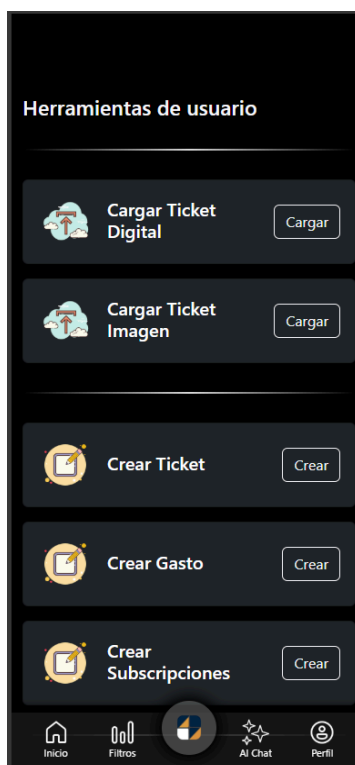 Herramientas de usuario
Cargar Ticket
Digital
Cargar
Cargar Ticket
Imagen
Cargar
Crear Ticket
Crear
Crear Gasto
Crear
Crear
Subscripciones
Crear
Inicio
Filtros
AI Chat
Perfil